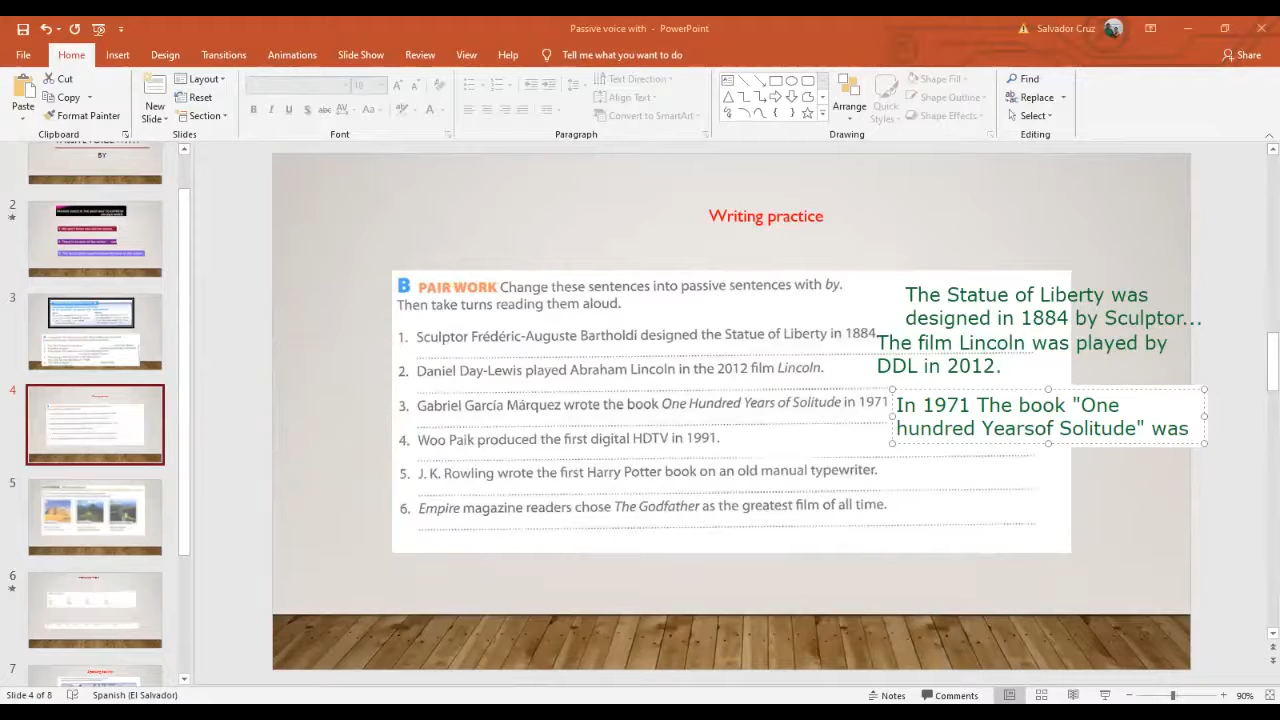 Passive voice with - PowerPoint
Salvador Cruz
File Home Insert Design Transitions Animations Slide Show Review View Help Tell me what you want to do Share
Cut
Copy
Format Painter
Paste
Clipboard
New
Slide
Layout
Reset
Section
Slides
Font
Text Direction
Align Text
Convert to SmartArt
Paragraph
Arrange
Quick
Styles
Shape Fill
Shape Outline
Shape Effects
Drawing
Find
Replace
Select
Editing
BY
2
3
4
5
6
7
Writing practice
B PAIR WORK Change these sentences into passive sentences with by.
Then take turns reading them aloud.
1. Sculptor Frédéric-Auguste Bartholdi designed the Statue of Liberty in 1884
2. Daniel Day-Lewis played Abraham Lincoln in the 2012 film Lincoln.
3. Gabriel García Márquez wrote the book One Hundred Years of Solitude in 1971
4. Woo Paik produced the first digital HDTV in 1991.
5. J. K. Rowling wrote the first Harry Potter book on an old manual typewriter.
6. Empire magazine readers chose The Godfather as the greatest film of all time.
The Statue of Liberty was
designed in 1884 by Sculptor...
The film Lincoln was played by
DDL in 2012.
In 1971 The book "One
hundred Yearsof Solitude" was
Slide 4 of 8
Spanish (El Salvador)
Notes
Comments
90%